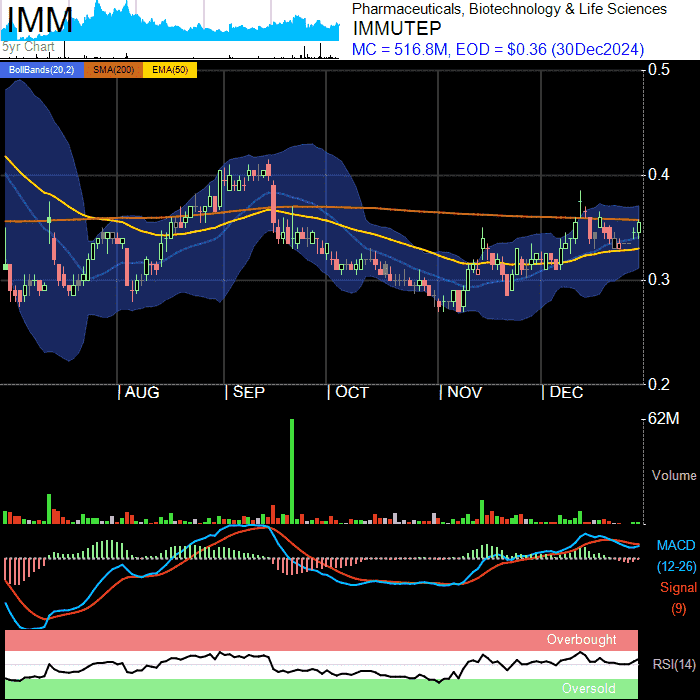 IMM
5yr Chart
Pharmaceuticals, Biotechnology & Life Sciences
IMMUTEP
MC = 516.8M, EOD = $0.36 (30Dec2024)
BollBands(20,2) SMA(200) EMA(50)
0.5
0.4
0.3
0.2
AUG SEP OCT NOV DEC
62M
Volume
MACD
(12-26)
Signal
(9)
Overbought
RSI(14)
Oversold